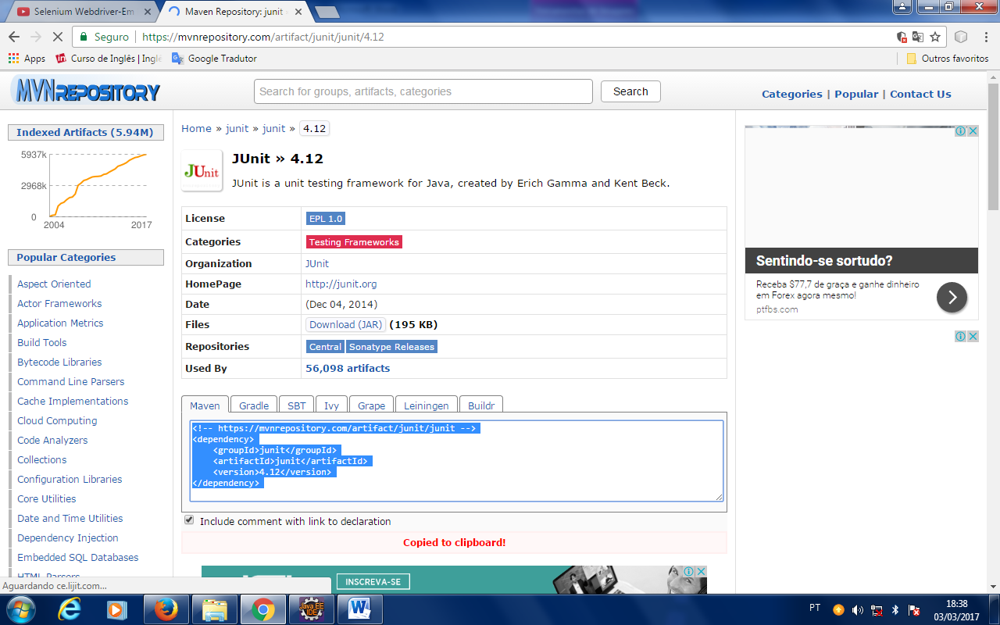 Selenium Webdriver-Em
Maven Repository: junit
Seguro
https://mvnrepository.com/artifact/junit/junit/4.12
Apps
Curso de Inglês | Inglê
Google Tradutor
Outros favoritos
MVNREPOSITORY
Search for groups, artifacts, categories
Search
Categories | Popular | Contact Us
Indexed Artifacts (5.94M)
5937k
2968k
0
2004
2017
Popular Categories
Aspect Oriented
Actor Frameworks
Application Metrics
Build Tools
Bytecode Libraries
Command Line Parsers
Cache Implementations
Cloud Computing
Code Analyzers
Collections
Configuration Libraries
Core Utilities
Date and Time Utilities
Dependency Injection
Embedded SQL Databases
HTML Parsers
Home » junit » junit » 4.12
JUnit
JUnit » 4.12
JUnit is a unit testing framework for Java, created by Erich Gamma and Kent Beck.
License EPL 1.0
Categories Testing Frameworks
Organization JUnit
HomePage http://junit.org
Date (Dec 04, 2014)
Files Download (JAR) (195 KB)
Repositories Central Sonatype Releases
Used By 56,098 artifacts
Maven Gradle SBT Ivy Grape Leiningen Buildr
<!-- https://mvnrepository.com/artifact/junit/junit -->
<dependency>
<groupId>junit</groupId>
<artifactId>junit</artifactId>
<version>4.12</version>
</dependency>
Include comment with link to declaration
Copied to clipboard!
INSCREVA-SE
Sentindo-se sortudo?
Receba $77,7 de graça e ganhe dinheiro
em Forex agora mesmo!
ptfbs.com
Aguardando ce.lijit.com...
Java EE
IDE
PT
18:38
03/03/2017